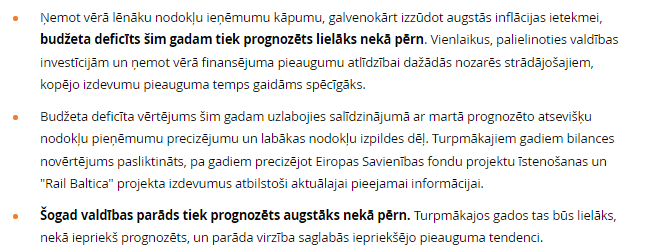 Ņemot vērā lēnāku nodokļu ieņēmumu kāpumu, galvenokārt izzūdot augstās inflācijas ietekmei,
budžeta deficīts šim gadam tiek prognozēts lielāks nekā pērn. Vienlaikus, palielinoties valdības
investīcijām un ņemot vērā finansējuma pieaugumu atlīdzībai dažādās nozarēs strādājošajiem,
kopējo izdevumu pieauguma temps gaidāms spēcīgāks.
Budžeta deficīta vērtējums šim gadam uzlabojies salīdzinājumā ar martā prognozēto atsevišķu
nodokļu pieņēmumu precizējumu un labākas nodokļu izpildes dēļ. Turpmākajiem gadiem bilances
novērtējums pasliktināts, pa gadiem precizējot Eiropas Savienības fondu projektu īstenošanas un
"Rail Baltica" projekta izdevumus atbilstoši aktuālajai pieejamai informācijai.
Šogad valdības parāds tiek prognozēts augstāks nekā pērn. Turpmākajos gados tas būs lielāks,
nekā iepriekš prognozēts, un parāda virzība saglabās iepriekšējo pieauguma tendenci.